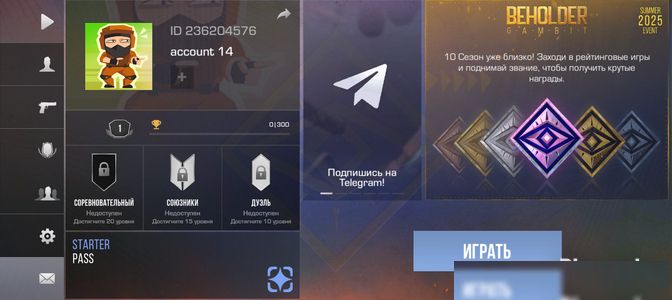 ID 236204576
account 14
1
0|300
СОРЕВНОВАТЕЛЬНЫЙ
Недоступен
Достигните 20 уровня
СОЮЗНИКИ
Недоступен
Достигните 15 уровня
ДУЭЛЬ
Недоступен
Достигните 10 уровня
STARTER
PASS
Подпишись на
Telegram!
BEHOLDER
GAMBIT
SUMMER
2025
EVENT
10 Сезон уже близко! Заходи в рейтинговые игры
и поднимай звание, чтобы получить крутые
награды.
ИГРАТЬ
ИГРАТЬ